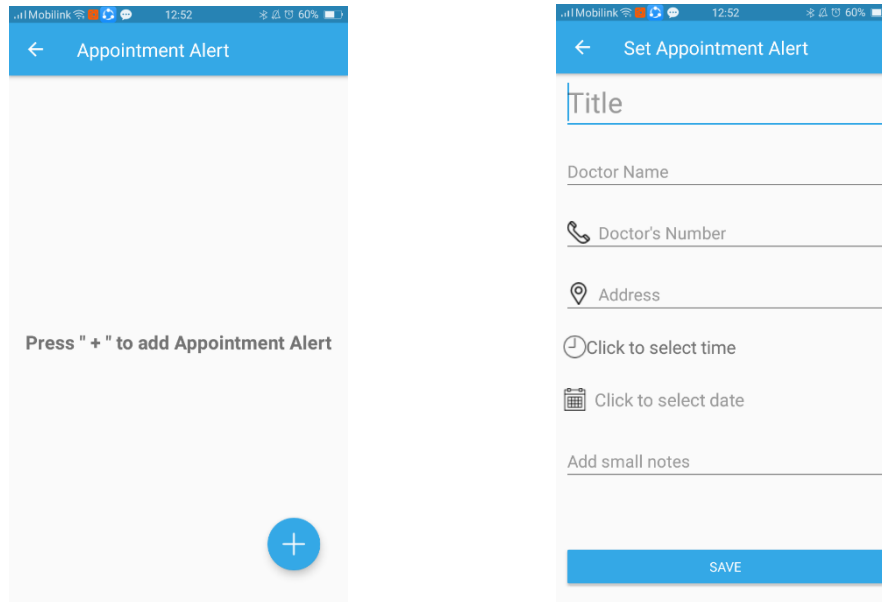 Mobilink 12:52 60%
Appointment Alert
Press " + " to add Appointment Alert
Mobilink 12:52 60%
Set Appointment Alert
Title
Doctor Name
Doctor's Number
Address
Click to select time
Click to select date
Add small notes
SAVE